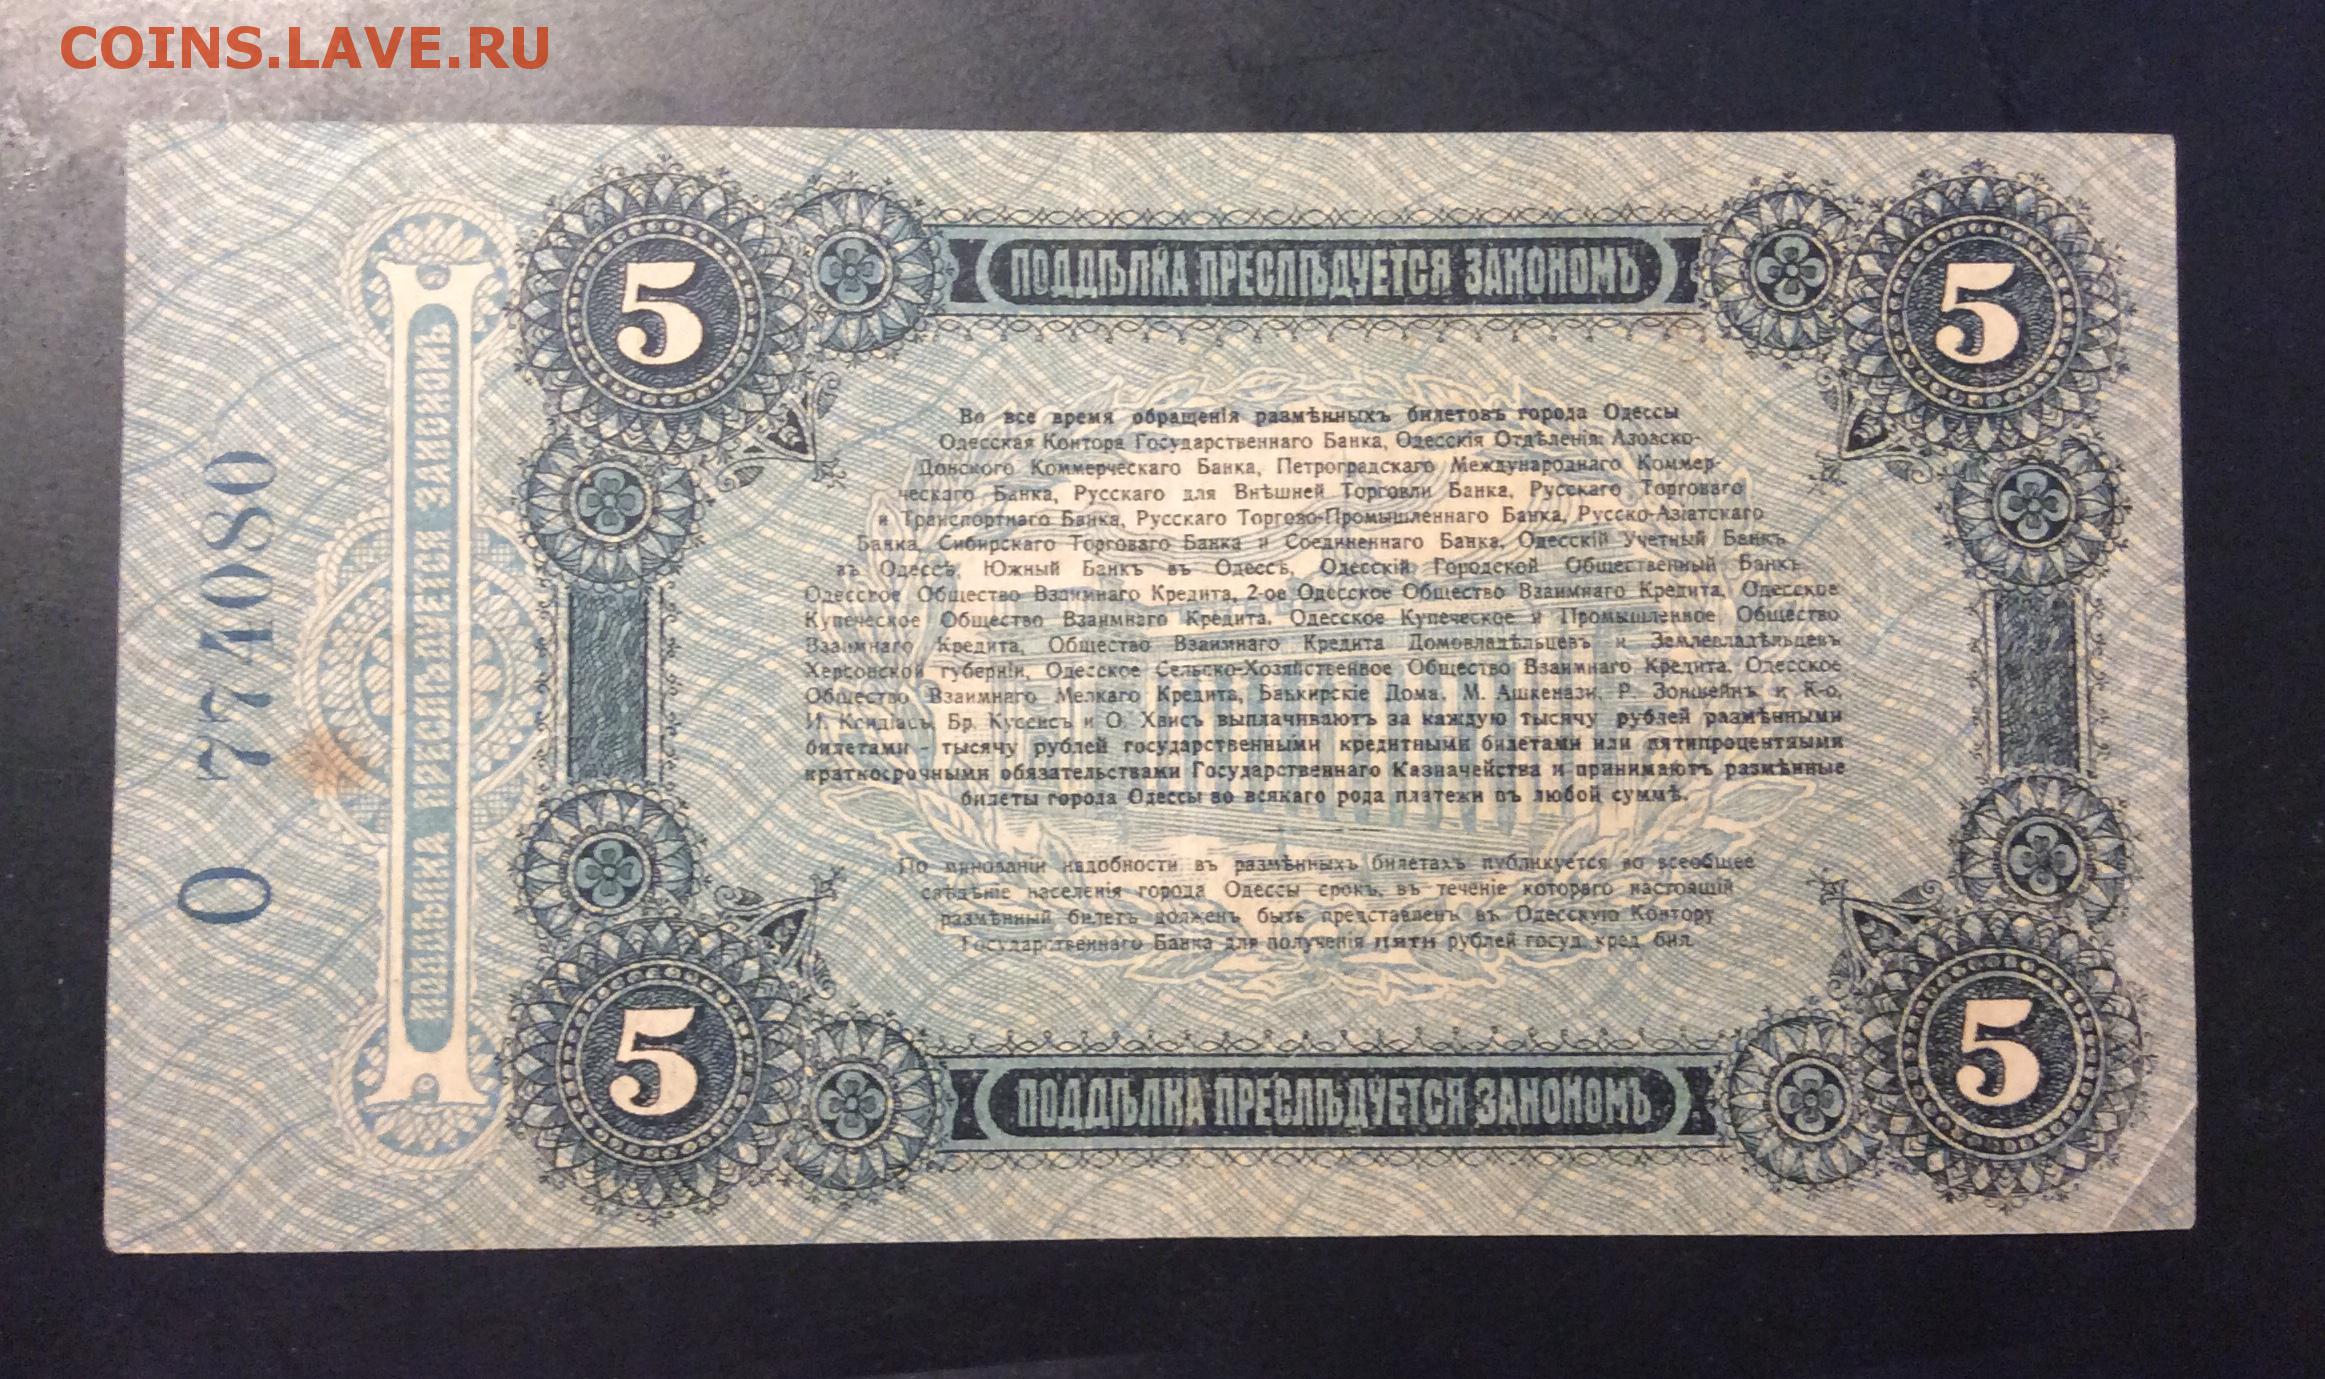 COINS.LAVE.RU
О 774080
ПОДДѢЛКА ПРЕСЛѢДУЕТСЯ ЗАКОНОМЪ
5
5
ПОДДѢЛКА ПРЕСЛѢДУЕТСЯ ЗАКОНОМЪ
Во все время обращенія размѣнныхъ билетовъ города Одессы
Одесская Контора Государственнаго Банка, Одесскія Отдѣленія: Азовско-
Донского Коммерческаго Банка, Петроградскаго Международнаго Коммер-
ческаго Банка, Русскаго для Внѣшней Торговли Банка, Русскаго Торговаго
и Транспортнаго Банка, Русскаго Торгово-Промышленнаго Банка, Русско-Азіатскаго
Банка, Сибирскаго Торговаго Банка и Соединеннаго Банка, Одесскій Учетный Банкъ
въ Одессѣ, Южный Банкъ въ Одессѣ, Одесскій Городской Общественный Банкъ
Одесское Общество Взаимнаго Кредита, 2-ое Одесское Общество Взаимнаго Кредита, Одесское
Купеческое Общество Взаимнаго Кредита, Одесское Купеческое и Промышленное Общество
Взаимнаго Кредита, Общество Взаимнаго Кредита Домовладѣльцевъ и Землевладѣльцевъ
Херсонской губерніи, Одесское Сельско-Хозяйственное Общество Взаимнаго Кредита, Одесское
Общество Взаимнаго Мелкаго Кредита, Банкирскіе Дома, М. Ашкенази, Р. Зоншейнъ и К-о,
И. Ксидіасъ, Бр. Кусисъ и О. Хаисъ выплачиваютъ за каждую тысячу рублей размѣнными
билетами - тысячу рублей государственными кредитными билетами или пятипроцентными
краткосрочными обязательствами Государственнаго Казначейства и принимаютъ размѣнные
билеты города Одессы во всякаго рода платежи въ любой суммѣ.
По минованіи надобности въ размѣнныхъ билетахъ публикуется во всеобщее
свѣдѣніе населенія города Одессы срокъ, въ теченіе котораго настоящій
размѣнный билетъ долженъ быть представленъ въ Одесскую Контору
Государственнаго Банка для полученія ПЯТИ рублей госуд. кред. бил.
5
5
ПОДДѢЛКА ПРЕСЛѢДУЕТСЯ ЗАКОНОМЪ